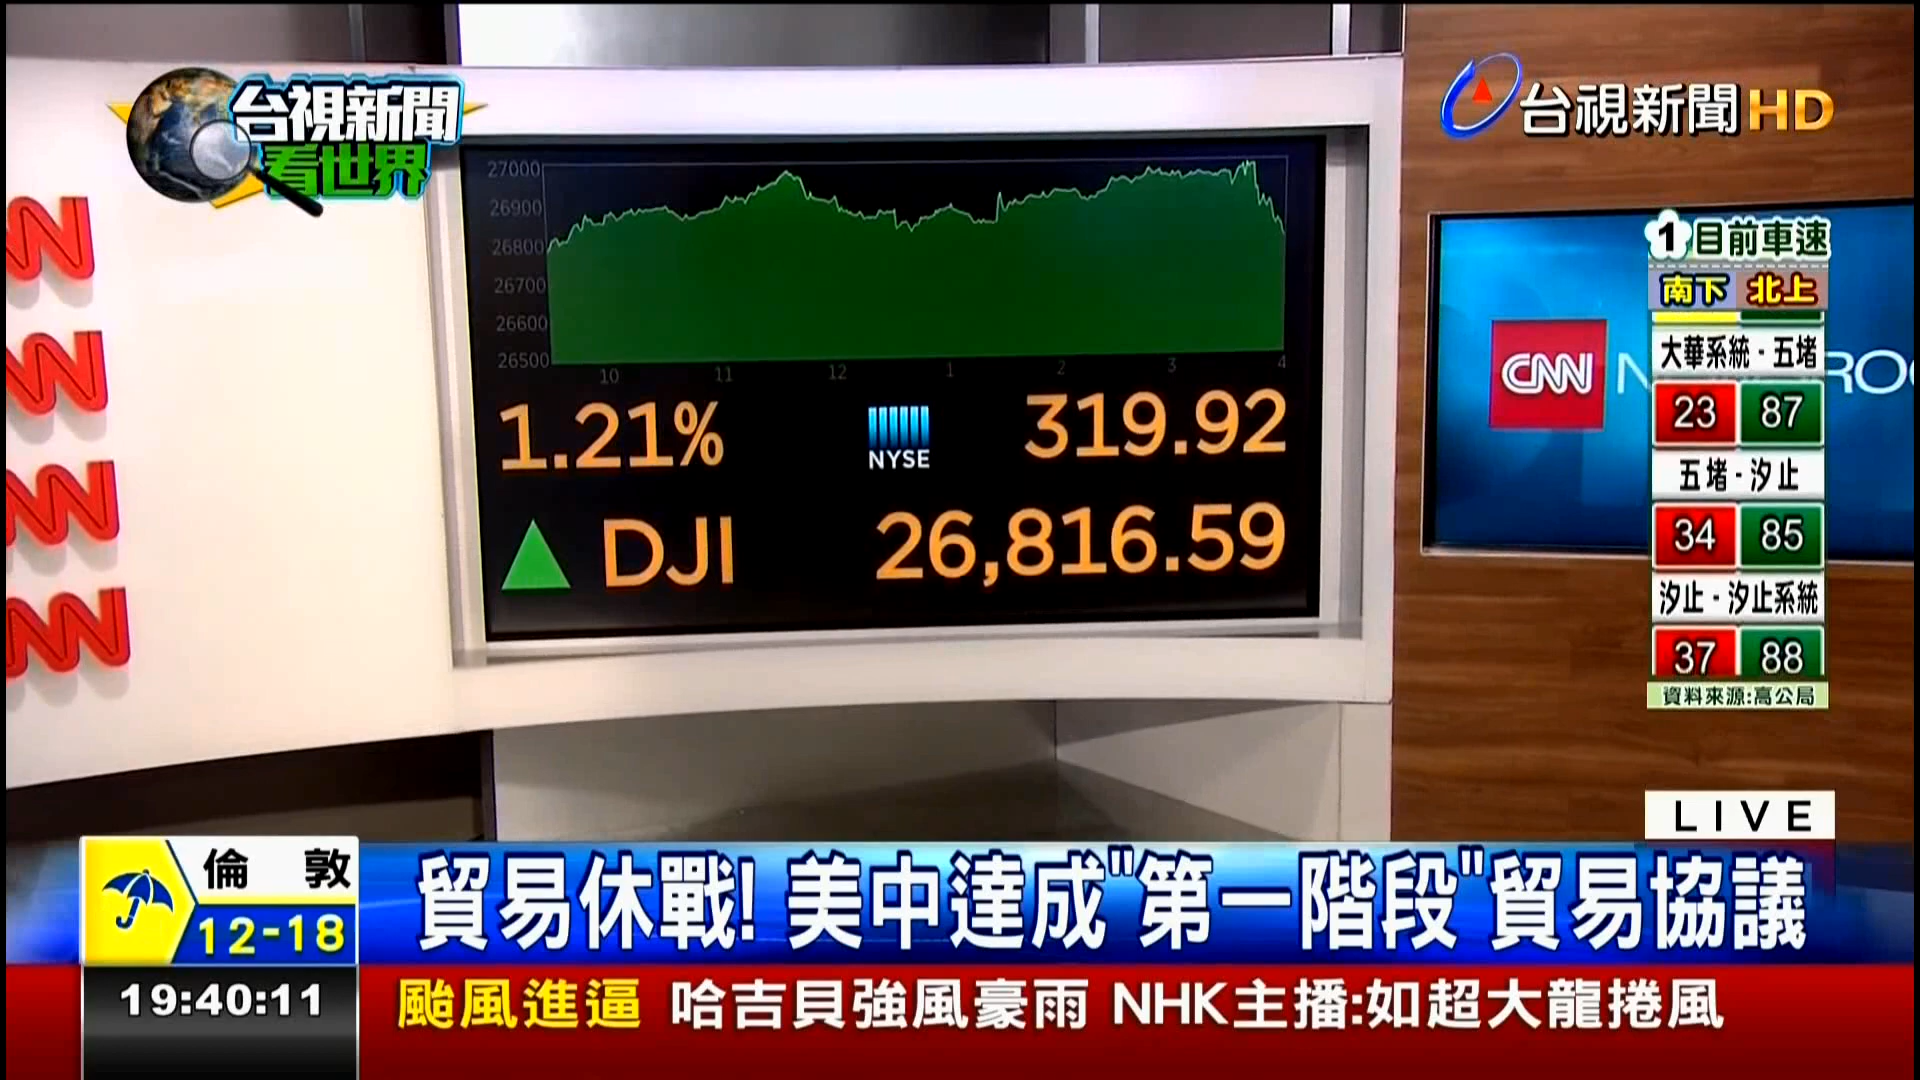 台視新聞
看世界
台視新聞HD
27000
26900
26800
26700
26600
26500
10 11 12 1 2 3 4
1.21% NYSE 319.92
DJI 26,816.59
CNN
1 目前車速
南下 北上
大華系統-五堵
23 87
五堵-汐止
34 85
汐止-汐止系統
37 88
資料來源:高公局
LIVE
倫敦
12-18
貿易休戰! 美中達成"第一階段"貿易協議
19:40:11
颱風進逼 哈吉貝強風豪雨 NHK主播:如超大龍捲風